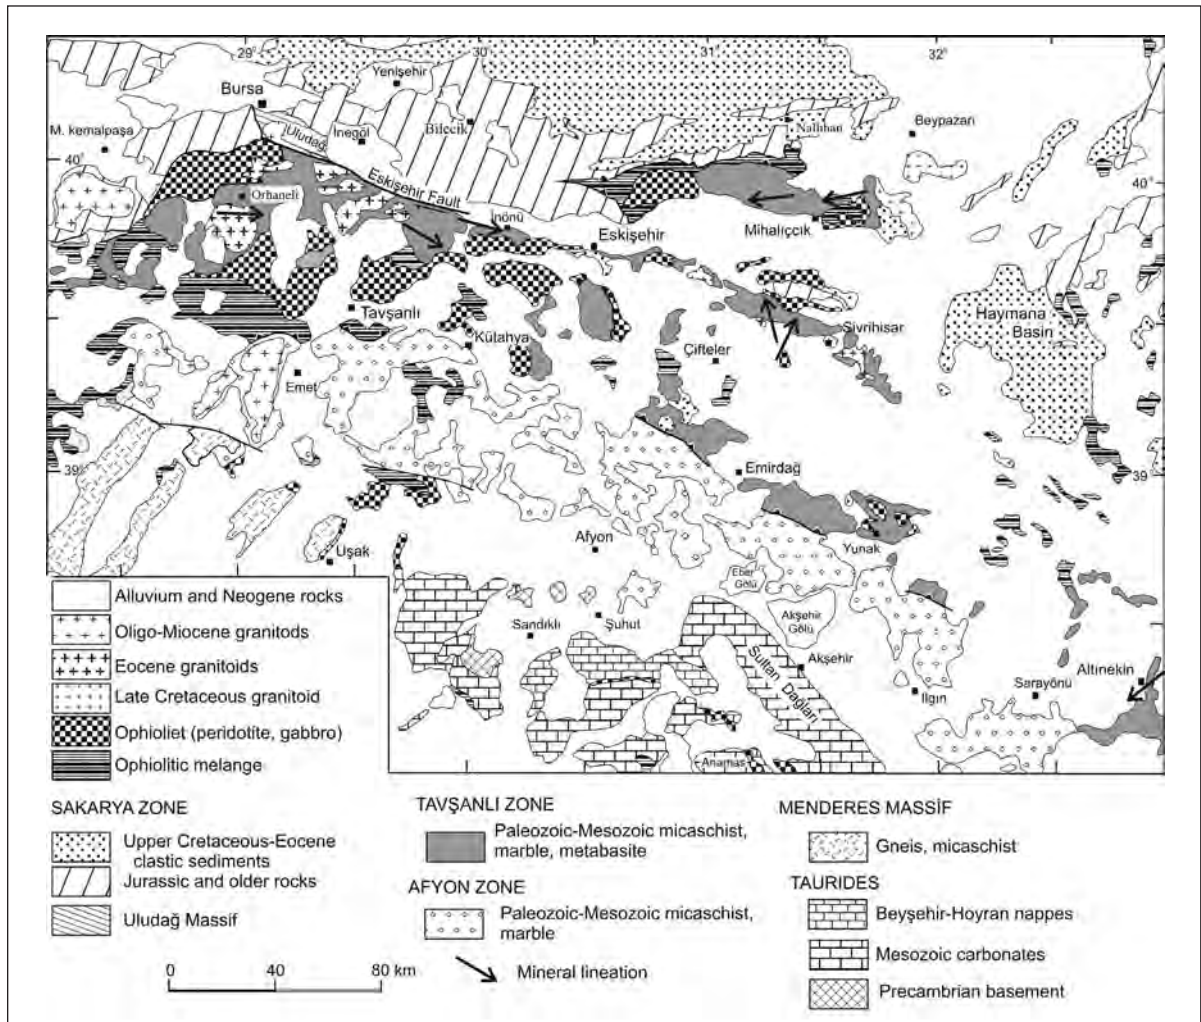 29°
30
31°
32°
Yenişehir
Bursa
M. kemalpaşa
Uludağ
İnegöl
Bilecik
Nallıhan
Beypazarı
40°
40°
Orhaneli
Eskişehir Fault
İnönü
Eskişehir
Mihalıçcık
Tavşanlı
Kütahya
Sivrihisar
Haymana
Basin
Çifteler
Emet
39°
39
Emirdağ
Uşak
Afyon
Yunak
Eber
Gölü
Akşehir
Gölü
Sandıklı
Şuhut
Sultan Dağları
Akşehir
Ilgın
Sarayönü
Altınekin
Anamas
Alluvium and Neogene rocks
Oligo-Miocene granitods
Eocene granitoids
Late Cretaceous granitoid
Ophioliet (peridotite, gabbro)
Ophiolitic melange
SAKARYA ZONE
Upper Cretaceous-Eocene
clastic sediments
Jurassic and older rocks
Uludağ Massif
0 40 80 km
TAVŞANLI ZONE
Paleozoic-Mesozoic micaschist,
marble, metabasite
AFYON ZONE
Paleozoic-Mesozoic micaschist,
marble
Mineral lineation
MENDERES MASSİF
Gneis, micaschist
TAURIDES
Beyşehir-Hoyran nappes
Mesozoic carbonates
Precambrian basement